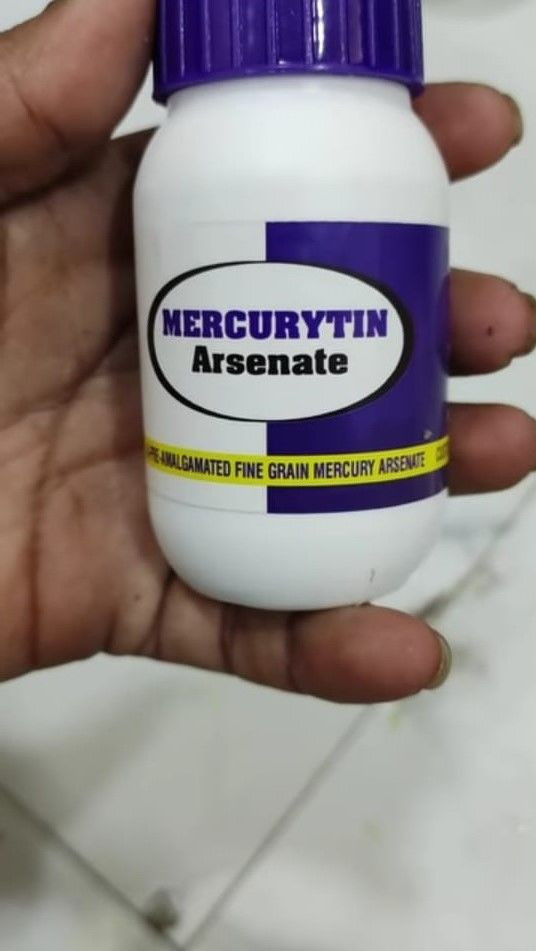 MERCURYTIN
Arsenate
PRE-AMALGAMATED FINE GRAIN MERCURY ARSENATE